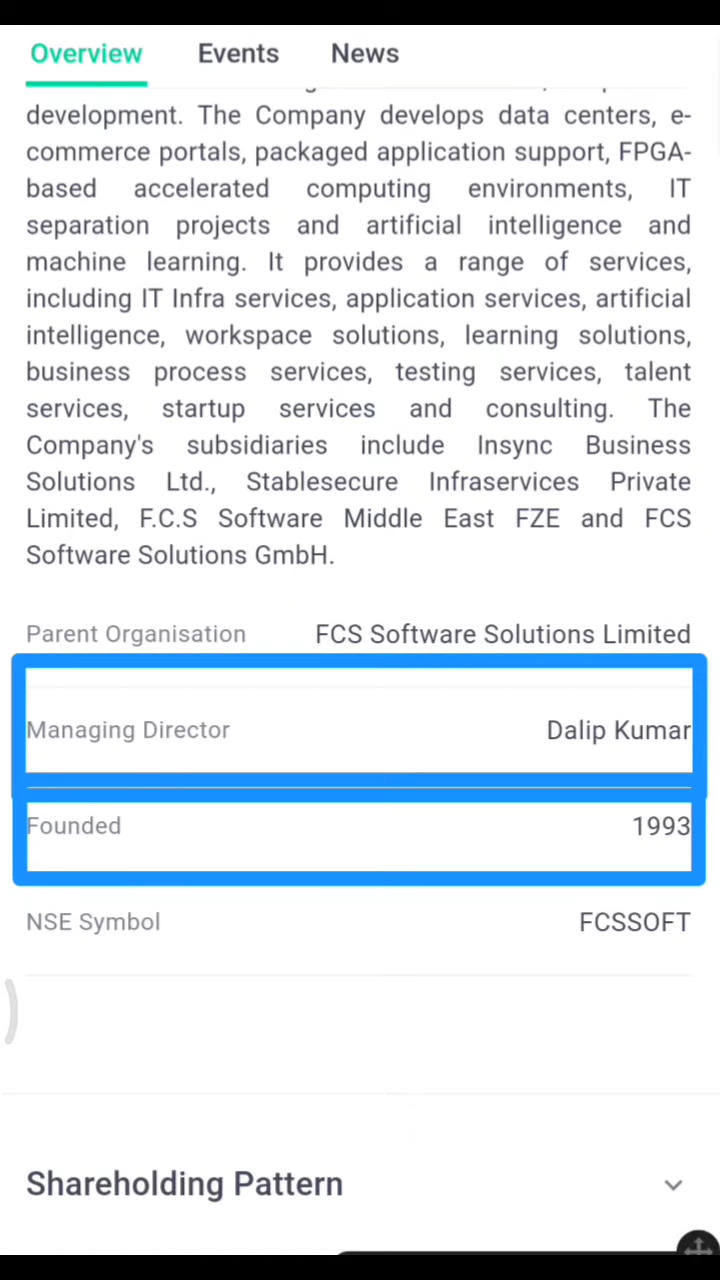 Overview Events News
development. The Company develops data centers, e-
commerce portals, packaged application support, FPGA-
based accelerated computing environments, IT
separation projects and artificial intelligence and
machine learning. It provides a range of services,
including IT Infra services, application services, artificial
intelligence, workspace solutions, learning solutions,
business process services, testing services, talent
services, startup services and consulting. The
Company's subsidiaries include Insync Business
Solutions Ltd., Stablesecure Infraservices Private
Limited, F.C.S Software Middle East FZE and FCS
Software Solutions GmbH.
Parent Organisation FCS Software Solutions Limited
Managing Director Dalip Kumar
Founded 1993
NSE Symbol FCSSOFT
Shareholding Pattern